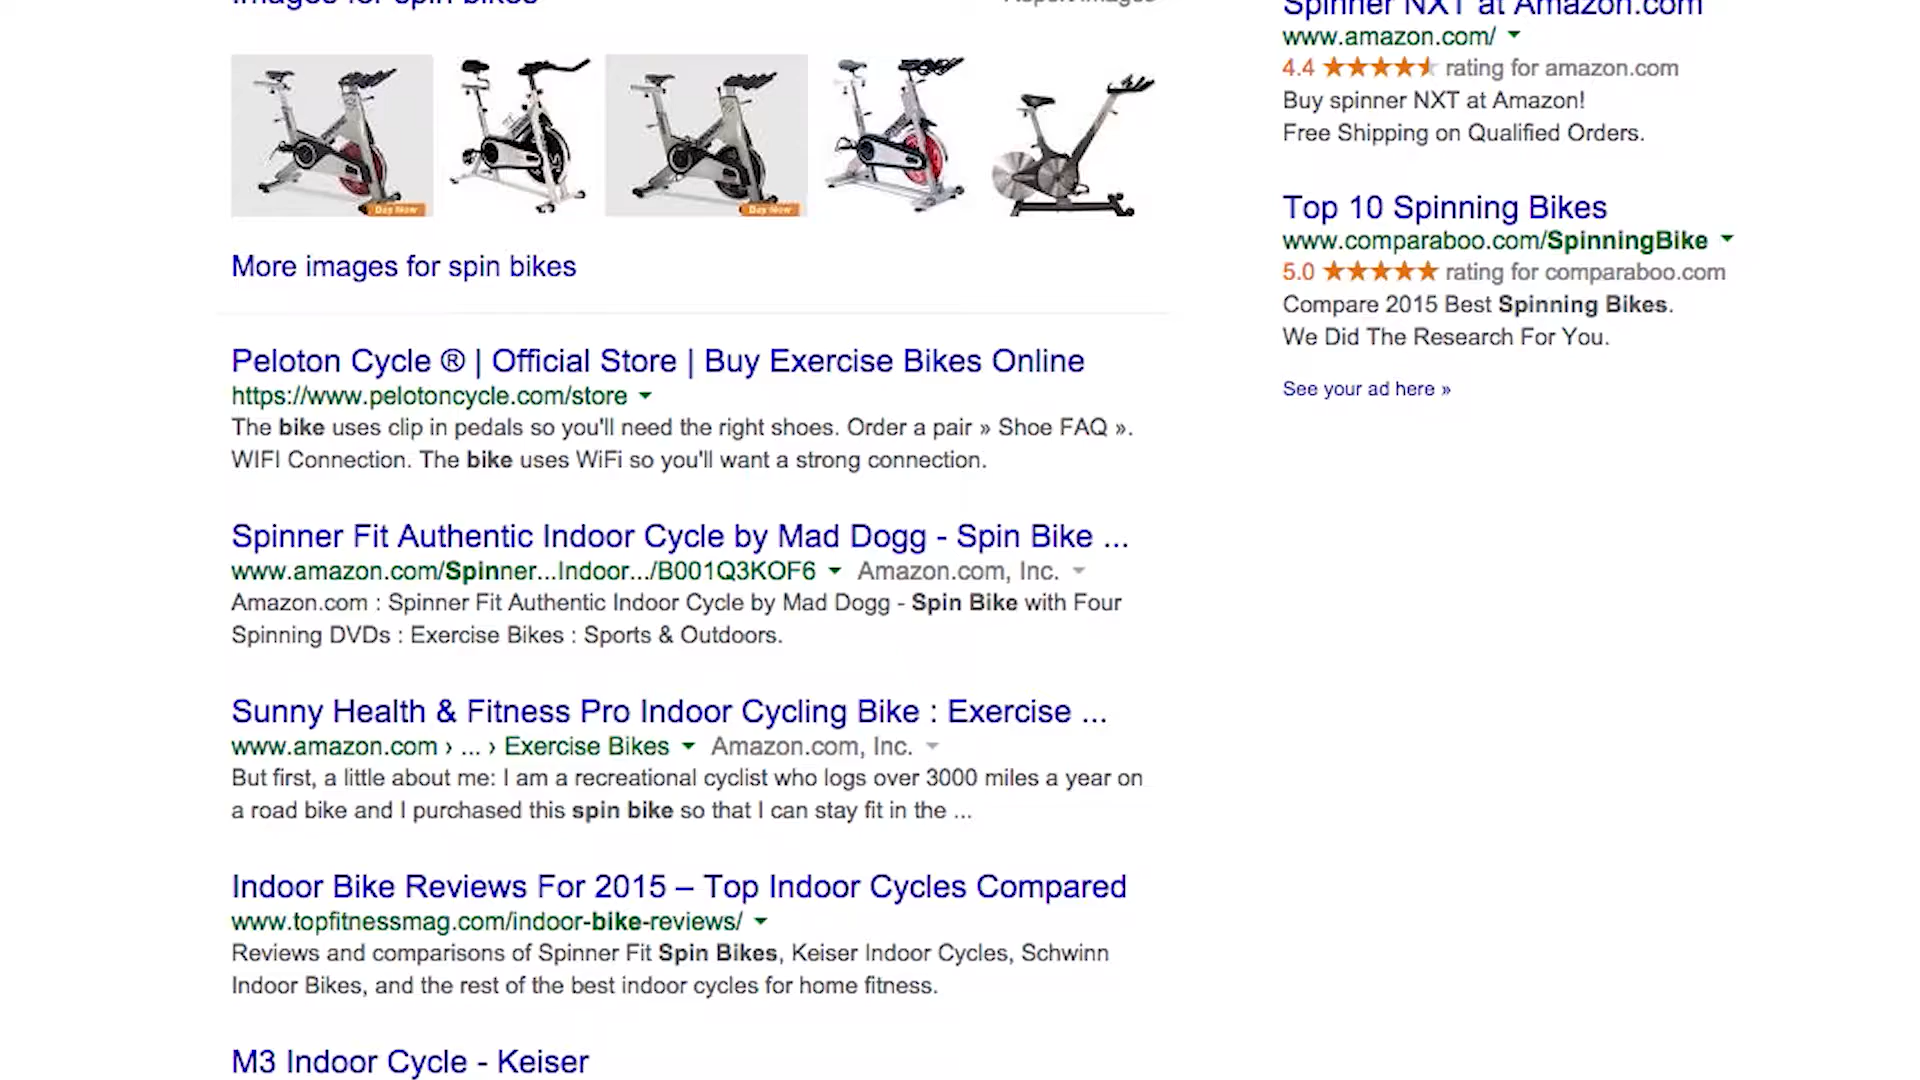 Images for spin bikes
Report images
Buy Now
Buy Now
More images for spin bikes
Peloton Cycle ® | Official Store | Buy Exercise Bikes Online
https://www.pelotoncycle.com/store
The bike uses clip in pedals so you'll need the right shoes. Order a pair » Shoe FAQ ».
WIFI Connection. The bike uses WiFi so you'll want a strong connection.
Spinner Fit Authentic Indoor Cycle by Mad Dogg - Spin Bike ...
www.amazon.com/Spinner...Indoor.../B001Q3KOF6 Amazon.com, Inc.
Amazon.com : Spinner Fit Authentic Indoor Cycle by Mad Dogg - Spin Bike with Four
Spinning DVDs : Exercise Bikes : Sports & Outdoors.
Sunny Health & Fitness Pro Indoor Cycling Bike : Exercise ...
www.amazon.com › ... › Exercise Bikes Amazon.com, Inc.
But first, a little about me: I am a recreational cyclist who logs over 3000 miles a year on
a road bike and I purchased this spin bike so that I can stay fit in the ...
Indoor Bike Reviews For 2015 – Top Indoor Cycles Compared
www.topfitnessmag.com/indoor-bike-reviews/
Reviews and comparisons of Spinner Fit Spin Bikes, Keiser Indoor Cycles, Schwinn
Indoor Bikes, and the rest of the best indoor cycles for home fitness.
M3 Indoor Cycle - Keiser
Spinner NXT at Amazon.com
www.amazon.com/
4.4 ★★★★★ rating for amazon.com
Buy spinner NXT at Amazon!
Free Shipping on Qualified Orders.
Top 10 Spinning Bikes
www.comparaboo.com/SpinningBike
5.0 ★★★★★ rating for comparaboo.com
Compare 2015 Best Spinning Bikes.
We Did The Research For You.
See your ad here »